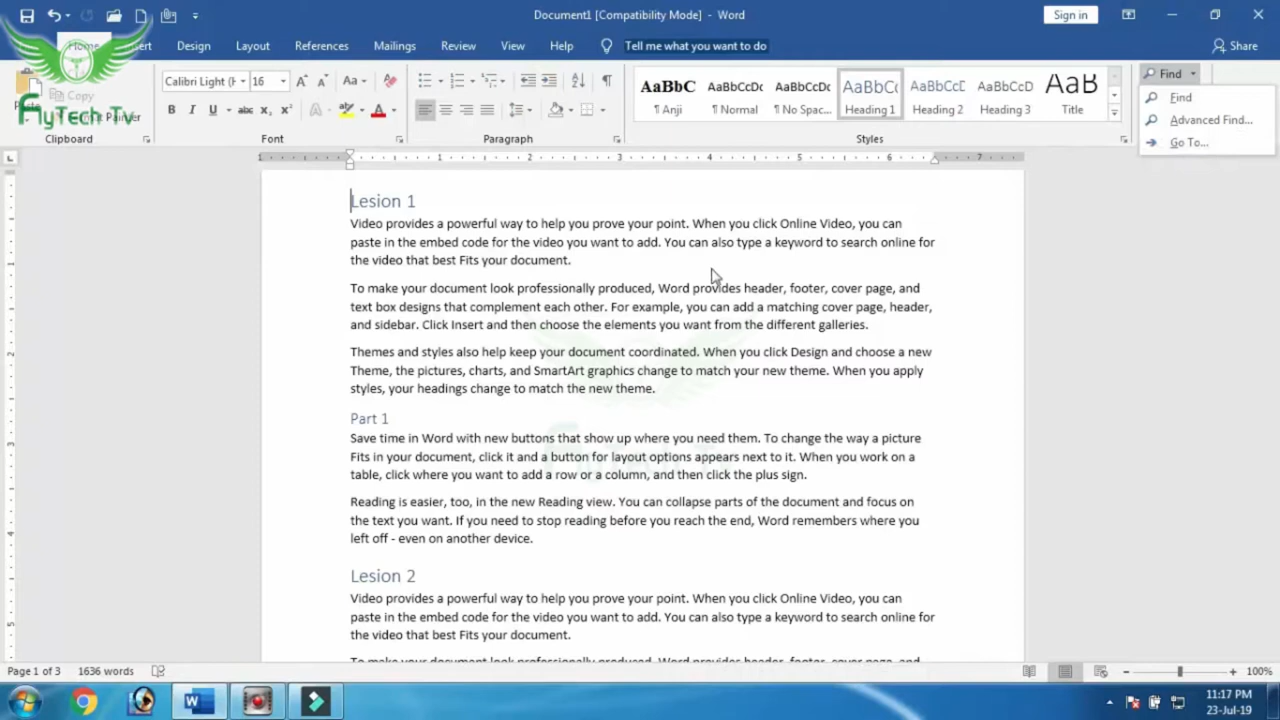 Document1 [Compatibility Mode] - Word
Sign in
Home
Insert
Design
Layout
References
Mailings
Review
View
Help
Tell me what you want to do
Share
FlyTech Tv
Copy
Painter
Clipboard
Calibri Light (H
16
Aa
Font
Paragraph
AaBbC
¶ Anji
AaBbCcDc
¶ Normal
AaBbCcDc
¶ No Spac...
AaBbCc
Heading 1
AaBbCcD
Heading 2
AaBbCcD
Heading 3
AaB
Title
Styles
Find
Find
Advanced Find...
Go To...
1 1 2 3 4 5 6 7
Lesion 1
Video provides a powerful way to help you prove your point. When you click Online Video, you can
paste in the embed code for the video you want to add. You can also type a keyword to search online for
the video that best Fits your document.
To make your document look professionally produced, Word provides header, footer, cover page, and
text box designs that complement each other. For example, you can add a matching cover page, header,
and sidebar. Click Insert and then choose the elements you want from the different galleries.
Themes and styles also help keep your document coordinated. When you click Design and choose a new
Theme, the pictures, charts, and SmartArt graphics change to match your new theme. When you apply
styles, your headings change to match the new theme.
Part 1
Save time in Word with new buttons that show up where you need them. To change the way a picture
Fits in your document, click it and a button for layout options appears next to it. When you work on a
table, click where you want to add a row or a column, and then click the plus sign.
Reading is easier, too, in the new Reading view. You can collapse parts of the document and focus on
the text you want. If you need to stop reading before you reach the end, Word remembers where you
left off - even on another device.
Lesion 2
Video provides a powerful way to help you prove your point. When you click Online Video, you can
paste in the embed code for the video you want to add. You can also type a keyword to search online for
the video that best Fits your document.
To make your document look professionally produced, Word provides header, footer, cover page, and
Page 1 of 3
1636 words
100%
11:17 PM
23-Jul-19